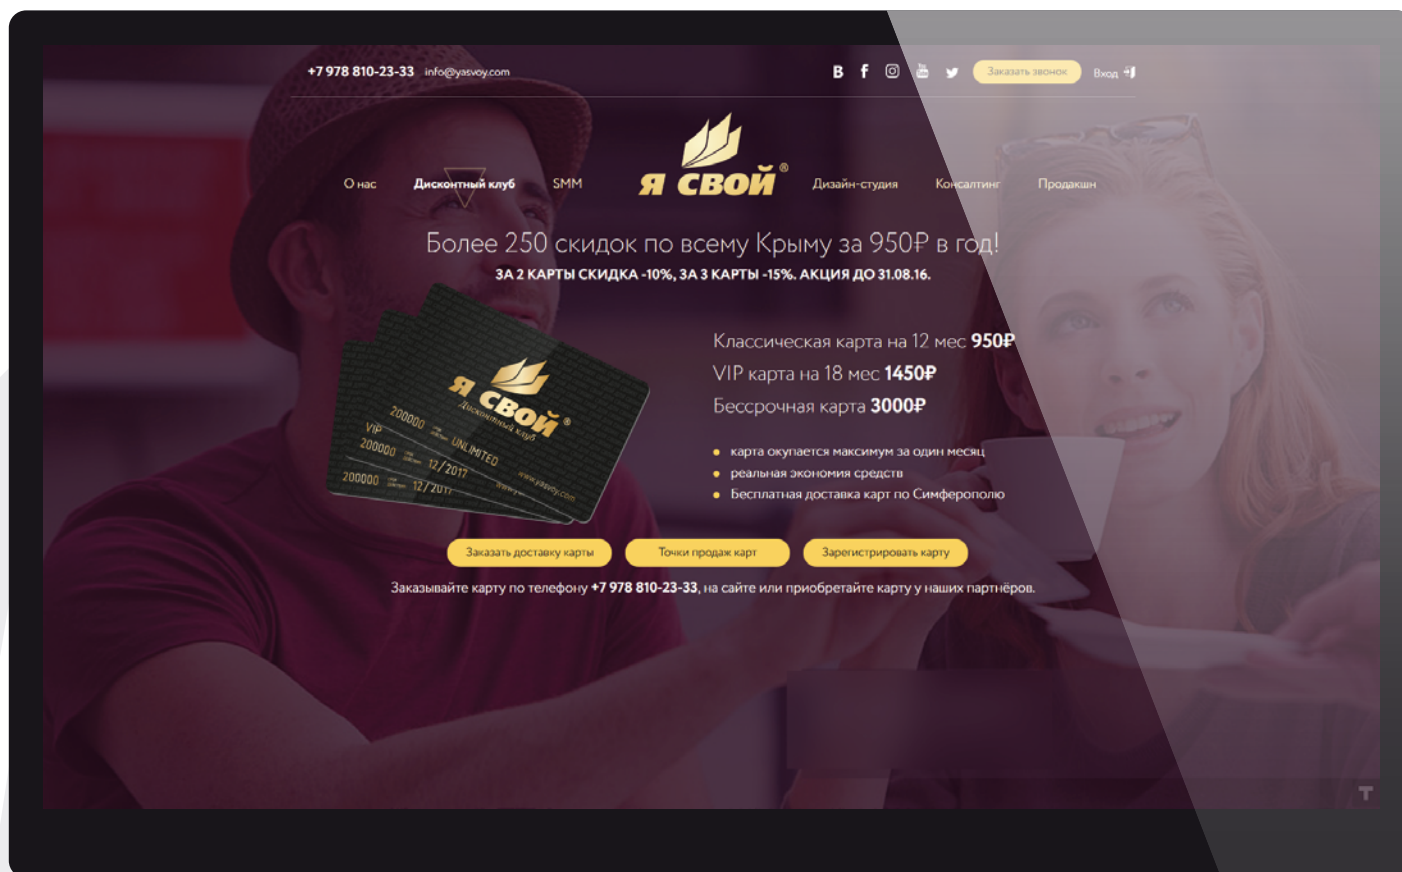 +7 978 810-23-33 info@yasvoy.com
Заказать звонок Вход
О нас Дисконтный клуб SMM Я СВОЙ ® Дизайн-студия Консалтинг Продакшн
Более 250 скидок по всему Крыму за 950₽ в год!
ЗА 2 КАРТЫ СКИДКА -10%, ЗА 3 КАРТЫ -15%. АКЦИЯ ДО 31.08.16.
Я СВОЙ ®
Дисконтный клуб
200000 UNLIMITED
www.yasvoy.com
VIP
200000 12/2017
200000 12/2017
Классическая карта на 12 мес 950₽
VIP карта на 18 мес 1450₽
Бессрочная карта 3000₽
карта окупается максимум за один месяц
реальная экономия средств
Бесплатная доставка карт по Симферополю
Заказать доставку карты Точки продаж карт Зарегистрировать карту
Заказывайте карту по телефону +7 978 810-23-33, на сайте или приобретайте карту у наших партнёров.